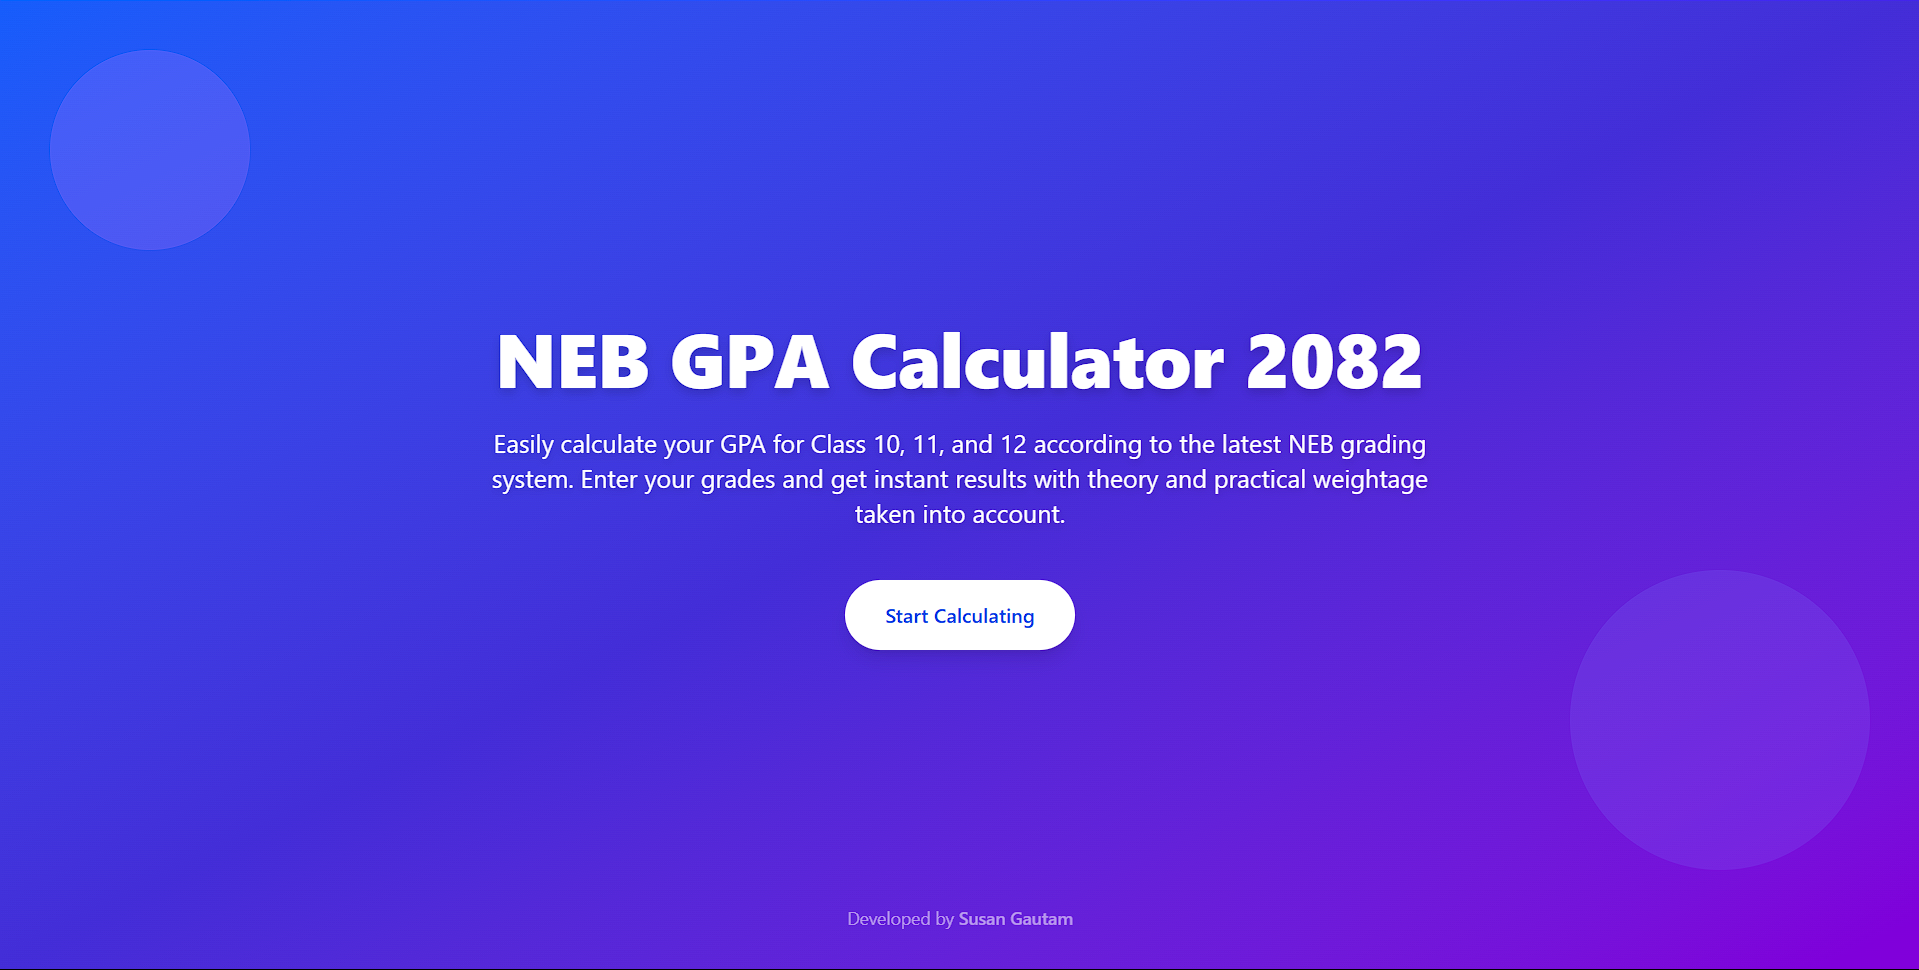 NEB GPA Calculator 2082
Easily calculate your GPA for Class 10, 11, and 12 according to the latest NEB grading
system. Enter your grades and get instant results with theory and practical weightage
taken into account.
Start Calculating
Developed by Susan Gautam